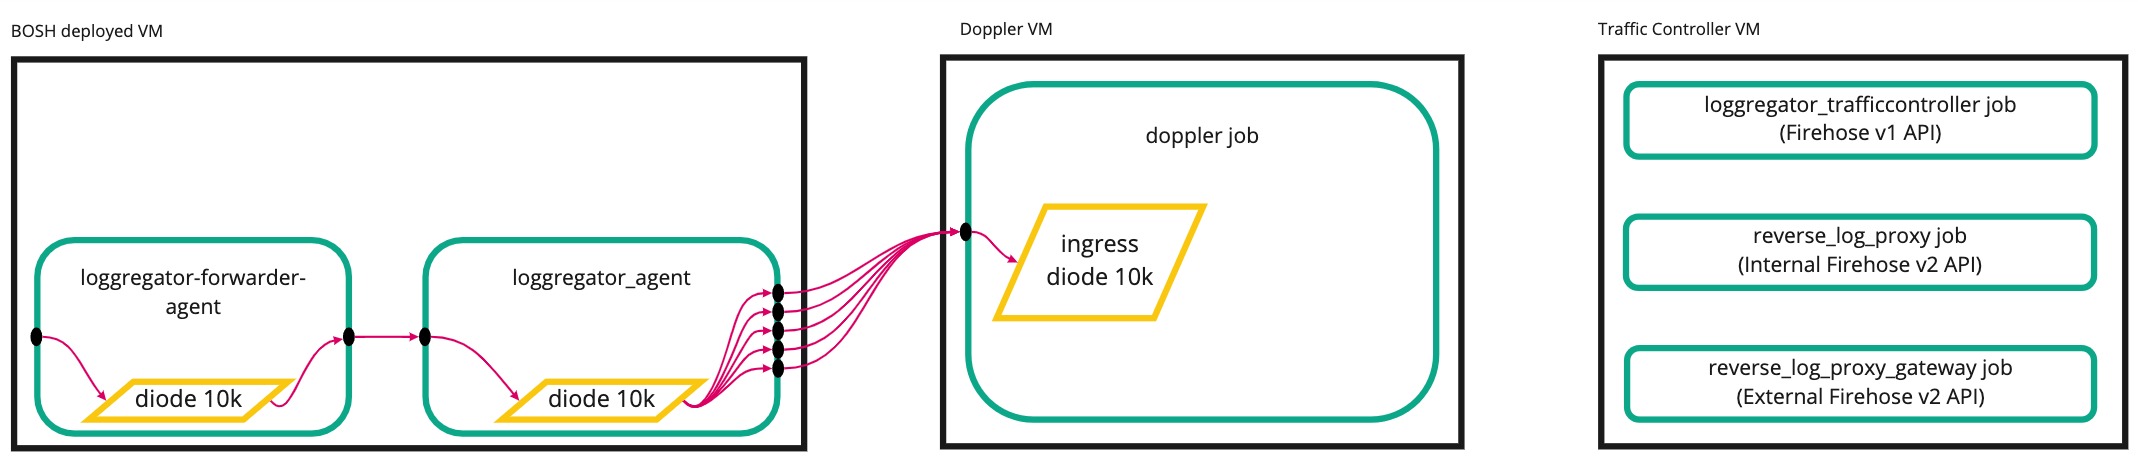 BOSH deployed VM
loggregator-forwarder-
agent
diode 10k
loggregator_agent
diode 10k
Doppler VM
doppler job
ingress
diode 10k
Traffic Controller VM
loggregator_trafficcontroller job
(Firehose v1 API)
reverse_log_proxy job
(Internal Firehose v2 API)
reverse_log_proxy_gateway job
(External Firehose v2 API)